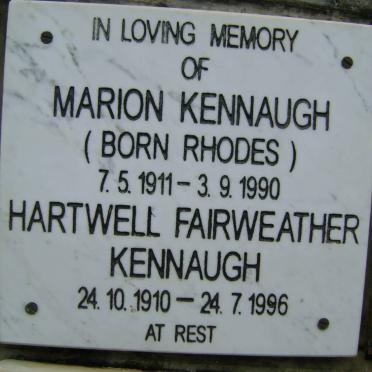 IN LOVING MEMORY
OF
MARION KENNAUGH
( BORN RHODES )
7. 5. 1911 – 3. 9. 1990
HARTWELL FAIRWEATHER
KENNAUGH
24. 10. 1910 – 24. 7. 1996
AT REST